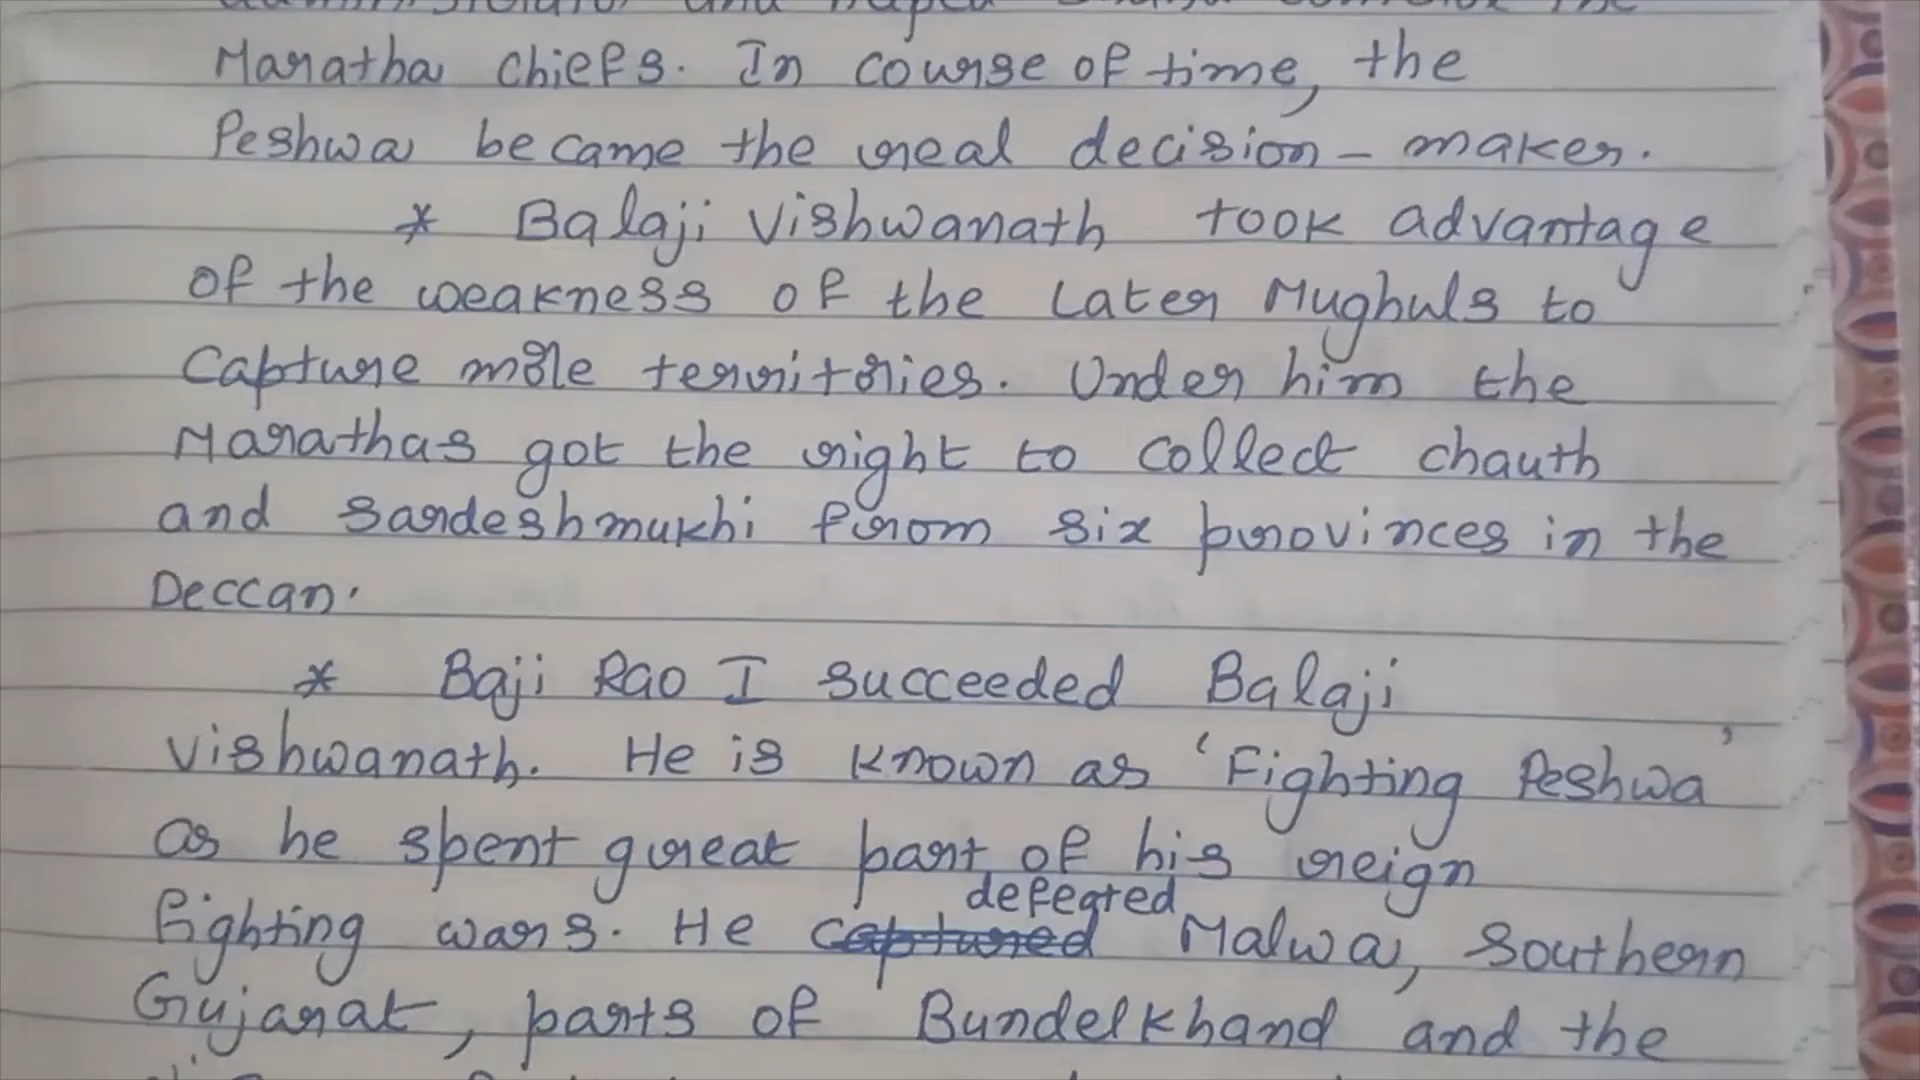 Maratha chiefs. In course of time, the
Peshwa became the real decision - maker.
* Balaji Vishwanath took advantage
of the weakness of the Later Mughuls to
Capture more territories. Under him the
Marathas got the right to collect chauth
and Sardeshmukhi from six provinces in the
Deccan.
* Baji Rao I succeeded Balaji
Vishwanath. He is known as 'Fighting Peshwa'
as he spent great part of his reign
defeated
fighting wars. He captured Malwa, Southern
Gujarat, parts of Bundelkhand and the